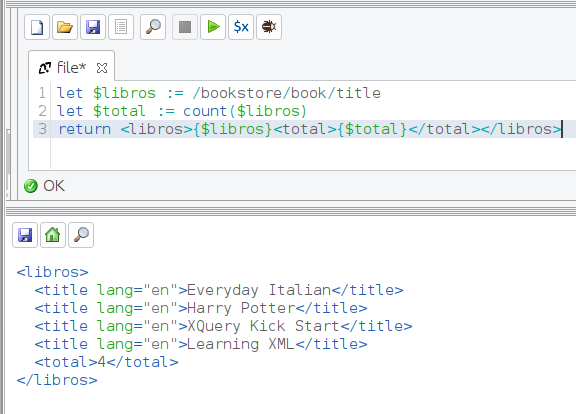 $x
file*
1 let $libros := /bookstore/book/title
2 let $total := count($libros)
3 return <libros>{$libros}<total>{$total}</total></libros>
OK
<libros>
  <title lang="en">Everyday Italian</title>
  <title lang="en">Harry Potter</title>
  <title lang="en">XQuery Kick Start</title>
  <title lang="en">Learning XML</title>
  <total>4</total>
</libros>